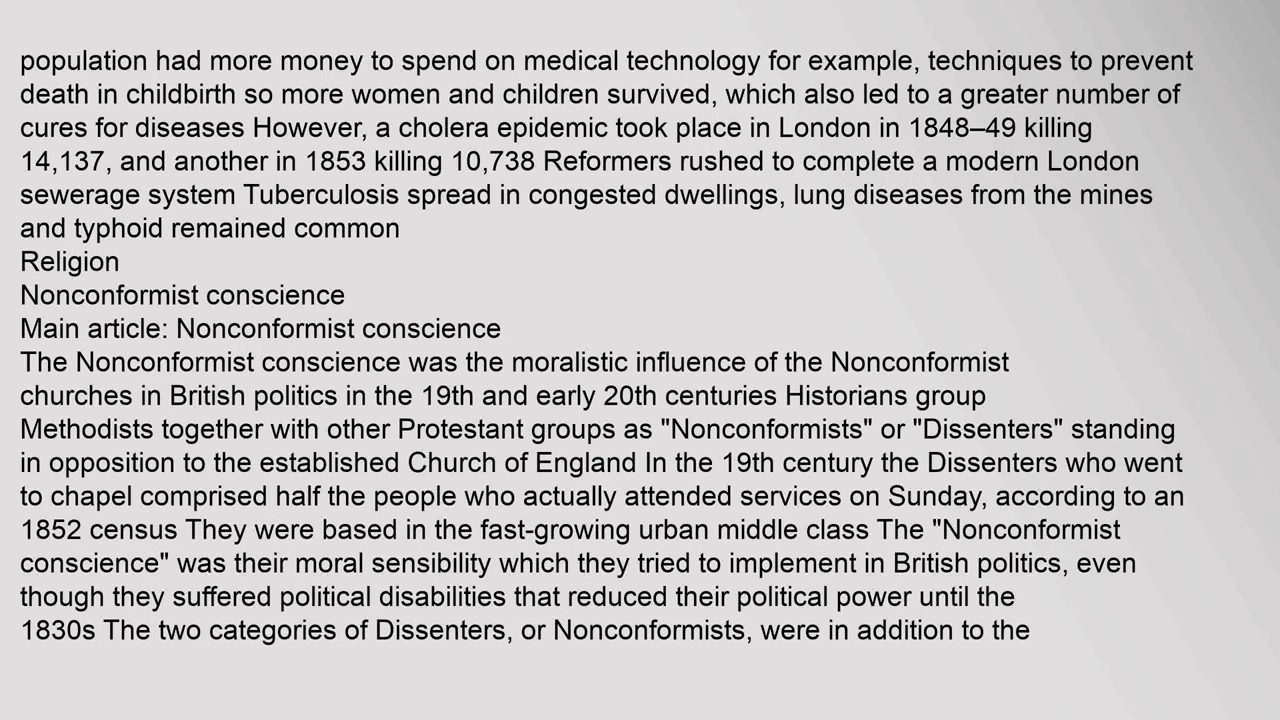 population had more money to spend on medical technology for example, techniques to prevent
death in childbirth so more women and children survived, which also led to a greater number of
cures for diseases However, a cholera epidemic took place in London in 1848–49 killing
14,137, and another in 1853 killing 10,738 Reformers rushed to complete a modern London
sewerage system Tuberculosis spread in congested dwellings, lung diseases from the mines
and typhoid remained common
Religion
Nonconformist conscience
Main article: Nonconformist conscience
The Nonconformist conscience was the moralistic influence of the Nonconformist
churches in British politics in the 19th and early 20th centuries Historians group
Methodists together with other Protestant groups as "Nonconformists" or "Dissenters" standing
in opposition to the established Church of England In the 19th century the Dissenters who went
to chapel comprised half the people who actually attended services on Sunday, according to an
1852 census They were based in the fast-growing urban middle class The "Nonconformist
conscience" was their moral sensibility which they tried to implement in British politics, even
though they suffered political disabilities that reduced their political power until the
1830s The two categories of Dissenters, or Nonconformists, were in addition to the